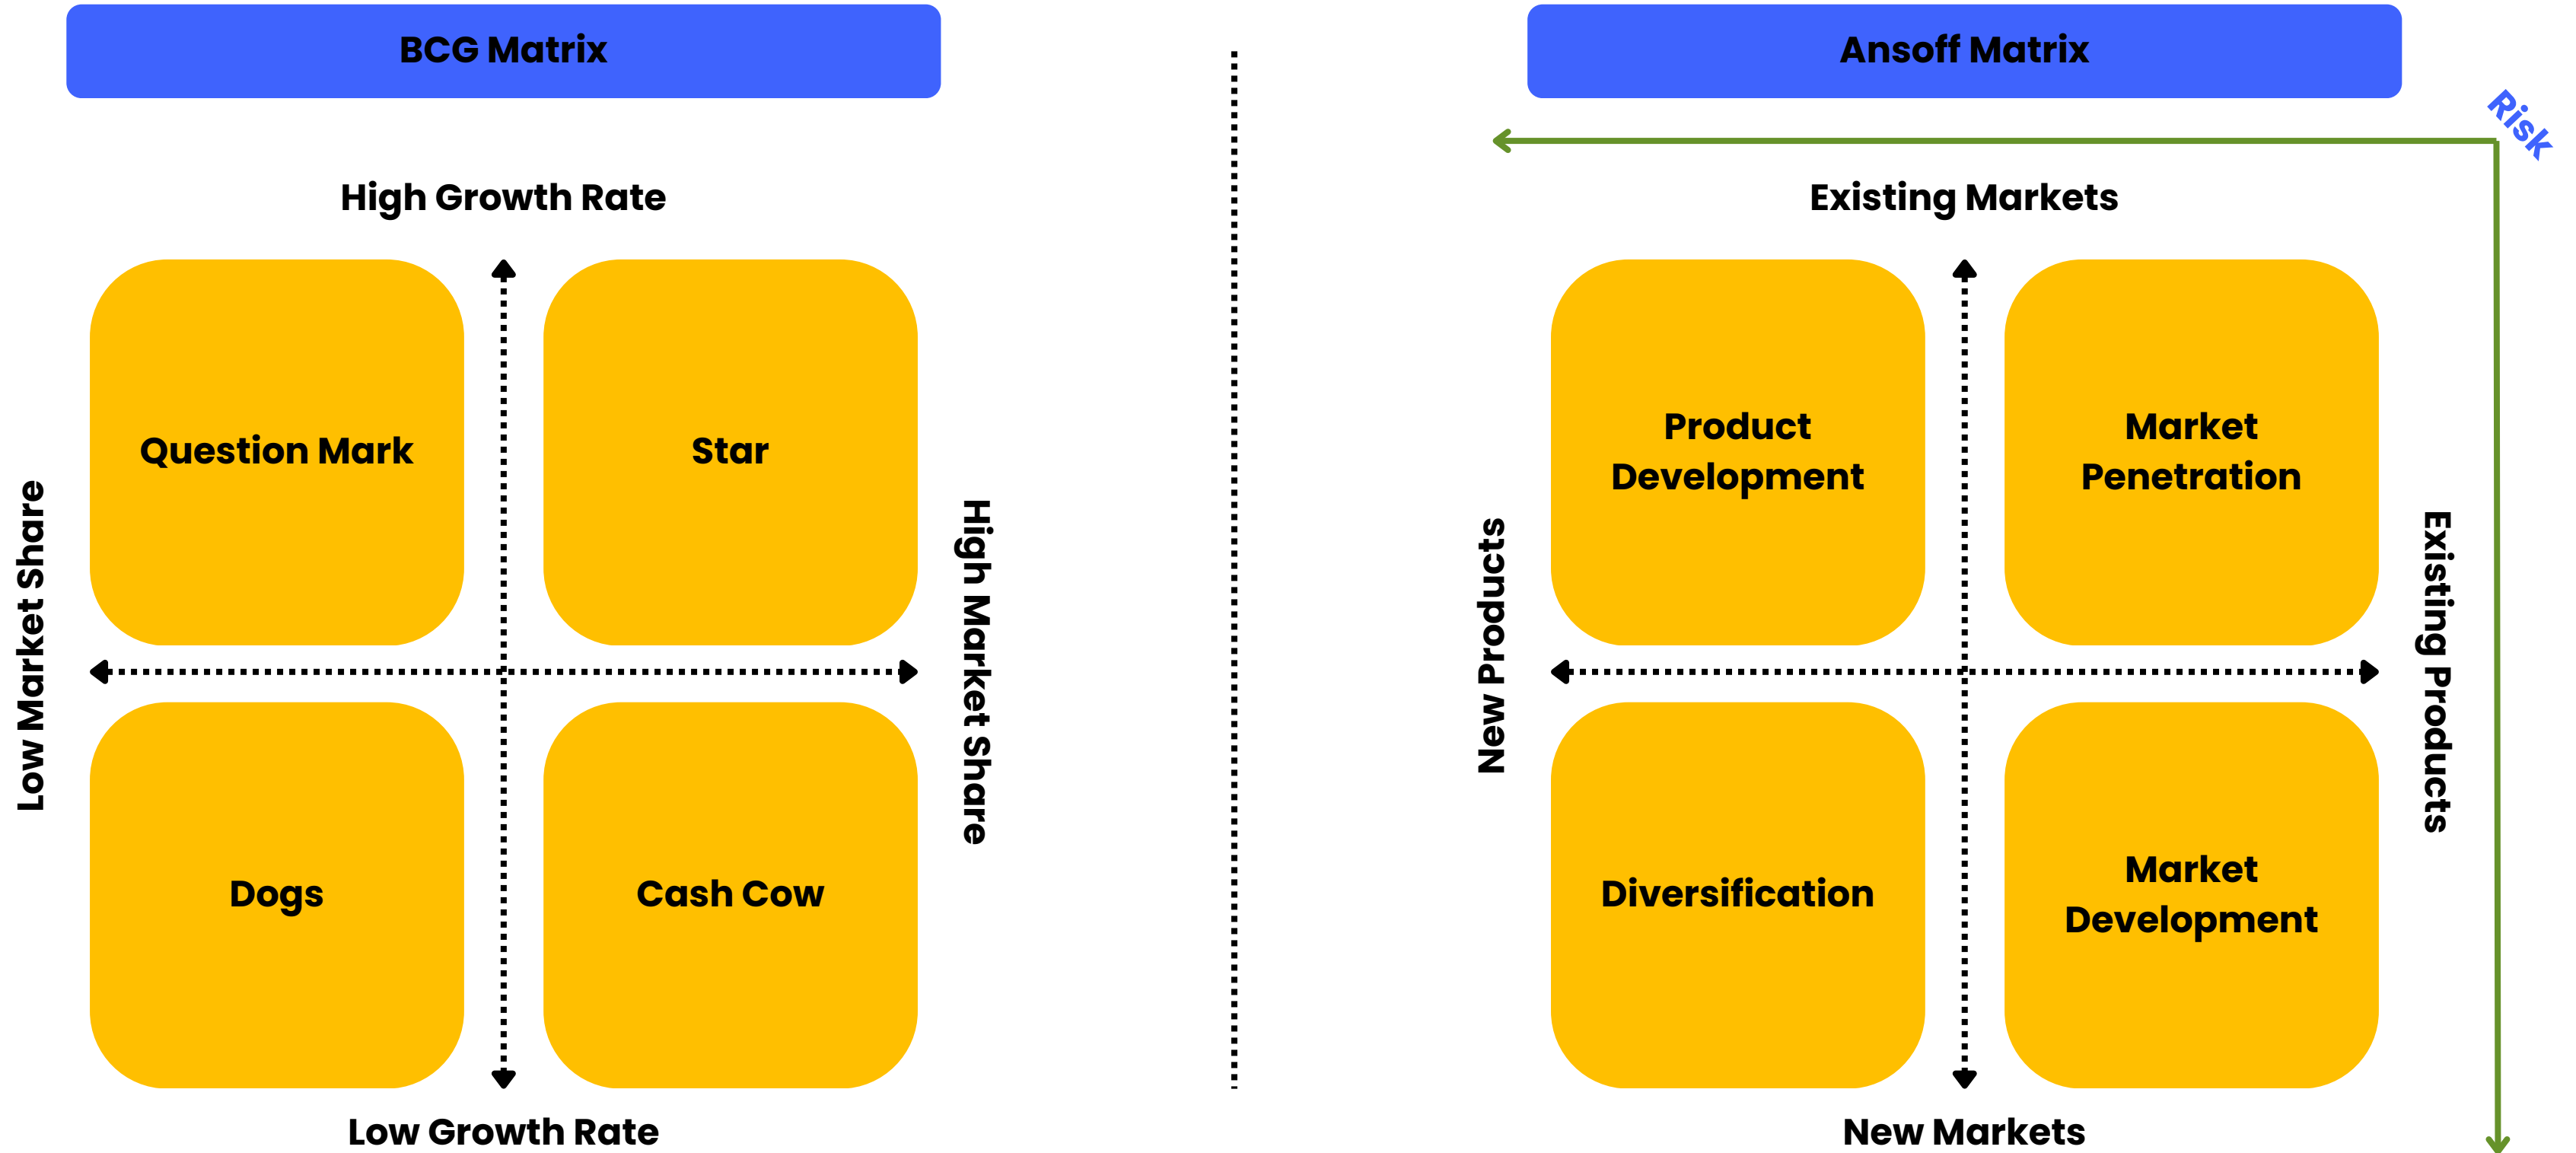 BCG Matrix
High Growth Rate
Low Market Share
Question Mark
Star
High Market Share
Dogs
Cash Cow
Low Growth Rate
Ansoff Matrix
Risk
Existing Markets
New Products
Product
Development
Market
Penetration
Existing Products
Diversification
Market
Development
New Markets